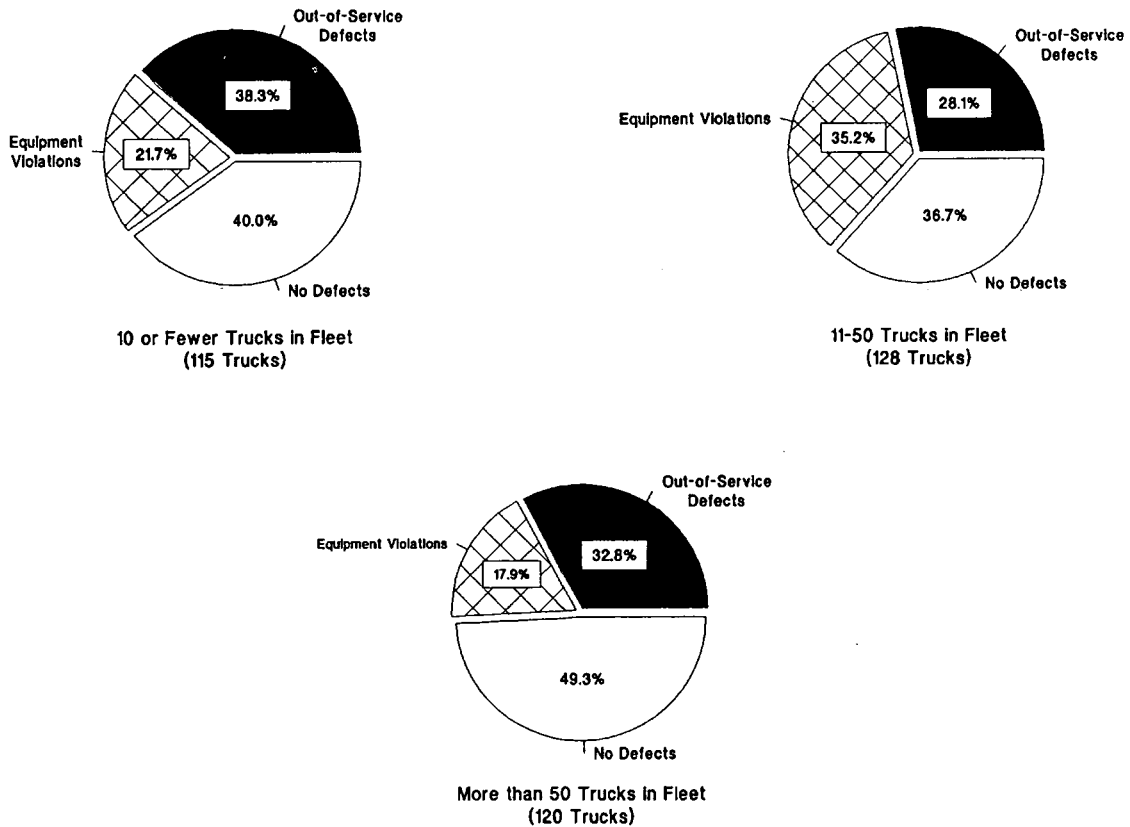 Out-of-Service
Defects
38.3%
Equipment
Violations
21.7%
40.0%
No Defects
10 or Fewer Trucks in Fleet
(115 Trucks)
Out-of-Service
Defects
28.1%
Equipment Violations
35.2%
36.7%
No Defects
11-50 Trucks in Fleet
(128 Trucks)
Out-of-Service
Defects
32.8%
Equipment Violations
17.9%
49.3%
No Defects
More than 50 Trucks in Fleet
(120 Trucks)